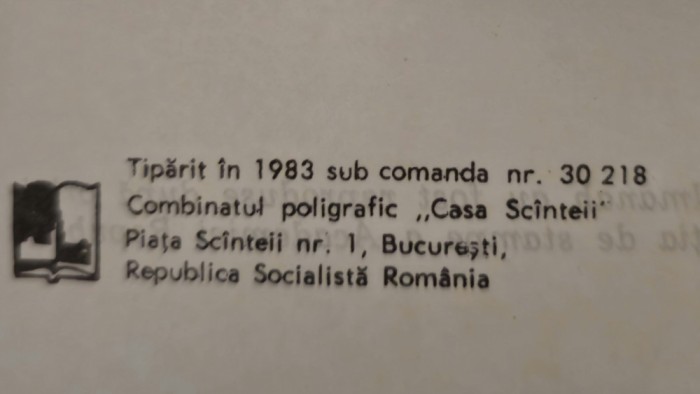 Tipărit în 1983 sub comanda nr. 30 218
Combinatul poligrafic ,,Casa Scînteii"
Piața Scînteii nr. 1, București,
Republica Socialistă România